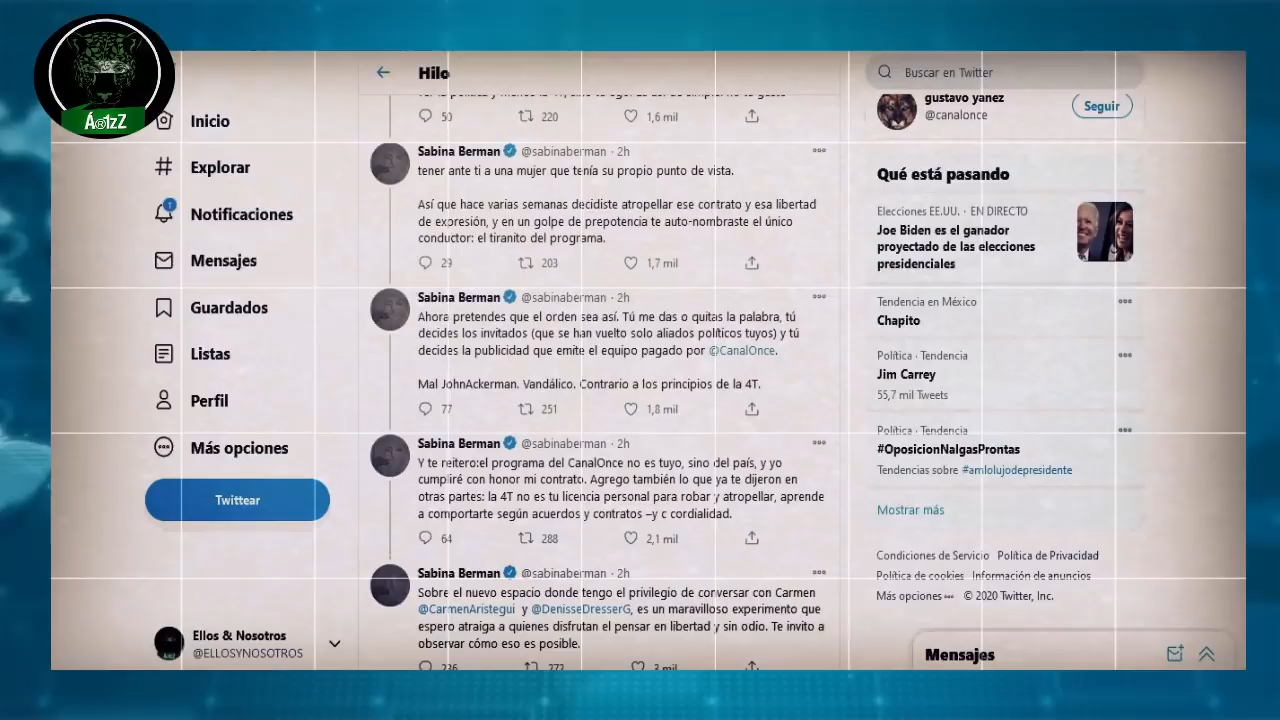 Á®1zZ
Inicio
Explorar
1
Notificaciones
Mensajes
Guardados
Listas
Perfil
Más opciones
Twittear
Ellos & Nosotros
@ELLOSYNOSOTROS
Hilo
50 220 1,6 mil
Sabina Berman @sabinaberman · 2h
tener ante ti a una mujer que tenía su propio punto de vista.
Así que hace varias semanas decidiste atropellar ese contrato y esa libertad
de expresión, y en un golpe de prepotencia te auto-nombraste el único
conductor: el tiranito del programa.
29 203 1,7 mil
Sabina Berman @sabinaberman · 2h
Ahora pretendes que el orden sea así. Tú me das o quitas la palabra, tú
decides los invitados (que se han vuelto solo aliados políticos tuyos) y tú
decides la publicidad que emite el equipo pagado por @CanalOnce.
Mal JohnAckerman. Vandálico. Contrario a los principios de la 4T.
77 251 1,8 mil
Sabina Berman @sabinaberman · 2h
Y te reitero:el programa del CanalOnce no es tuyo, sino del país, y yo
cumpliré con honor mi contrato. Agrego también lo que ya te dijeron en
otras partes: la 4T no es tu licencia personal para robar y atropellar, aprende
a comportarte según acuerdos y contratos –y c cordialidad.
64 288 2,1 mil
Sabina Berman @sabinaberman · 2h
Sobre el nuevo espacio donde tengo el privilegio de conversar con Carmen
@CarmenAristegui y @DenisseDresserG, es un maravilloso experimento que
espero atraiga a quienes disfrutan el pensar en libertad y sin odio. Te invito a
observar cómo eso es posible.
236 377 3 mil
Buscar en Twitter
gustavo yanez
@canalonce
Seguir
Qué está pasando
Elecciones EE.UU. · EN DIRECTO
Joe Biden es el ganador
proyectado de las elecciones
presidenciales
Tendencia en México
Chapito
Política · Tendencia
Jim Carrey
55,7 mil Tweets
Política · Tendencia
#OposicionNalgasProntas
Tendencias sobre #amlolujodepresidente
Mostrar más
Condiciones de Servicio Política de Privacidad
Política de cookies Información de anuncios
Más opciones © 2020 Twitter, Inc.
Mensajes